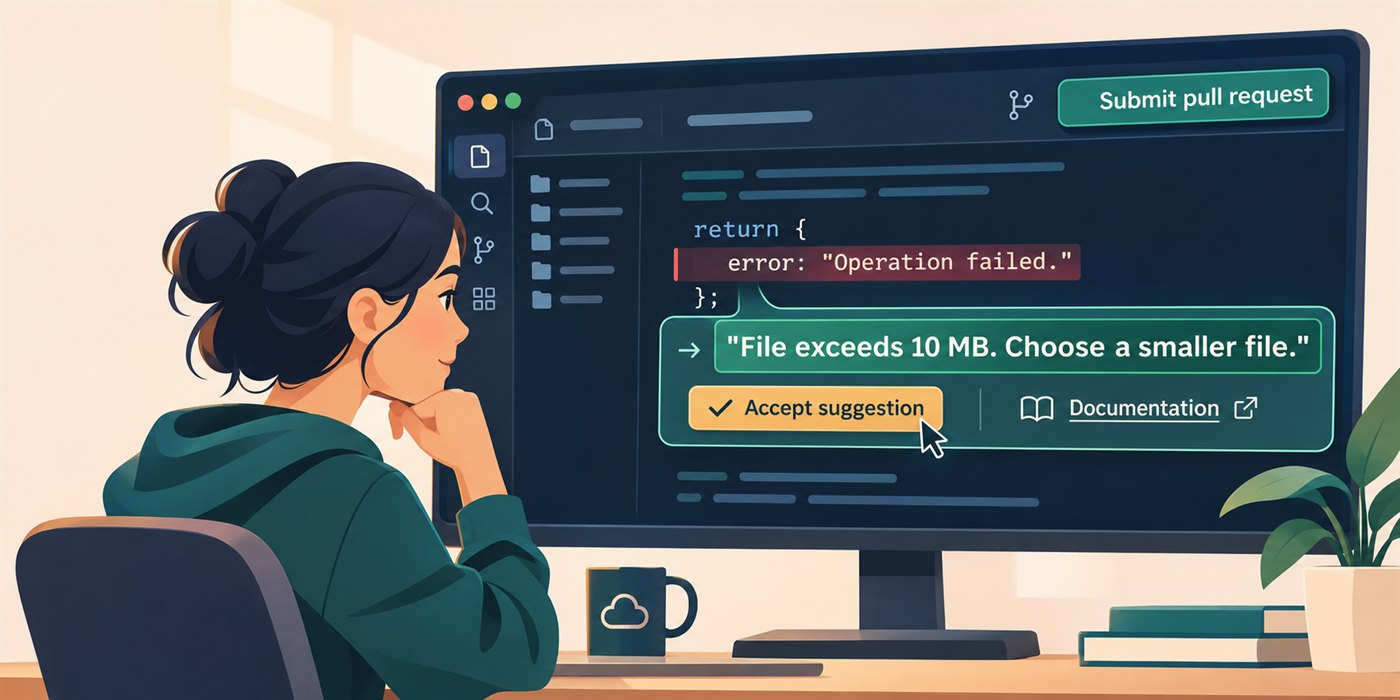 Submit pull request
return {
error: "Operation failed."
};
"File exceeds 10 MB. Choose a smaller file."
Accept suggestion
Documentation